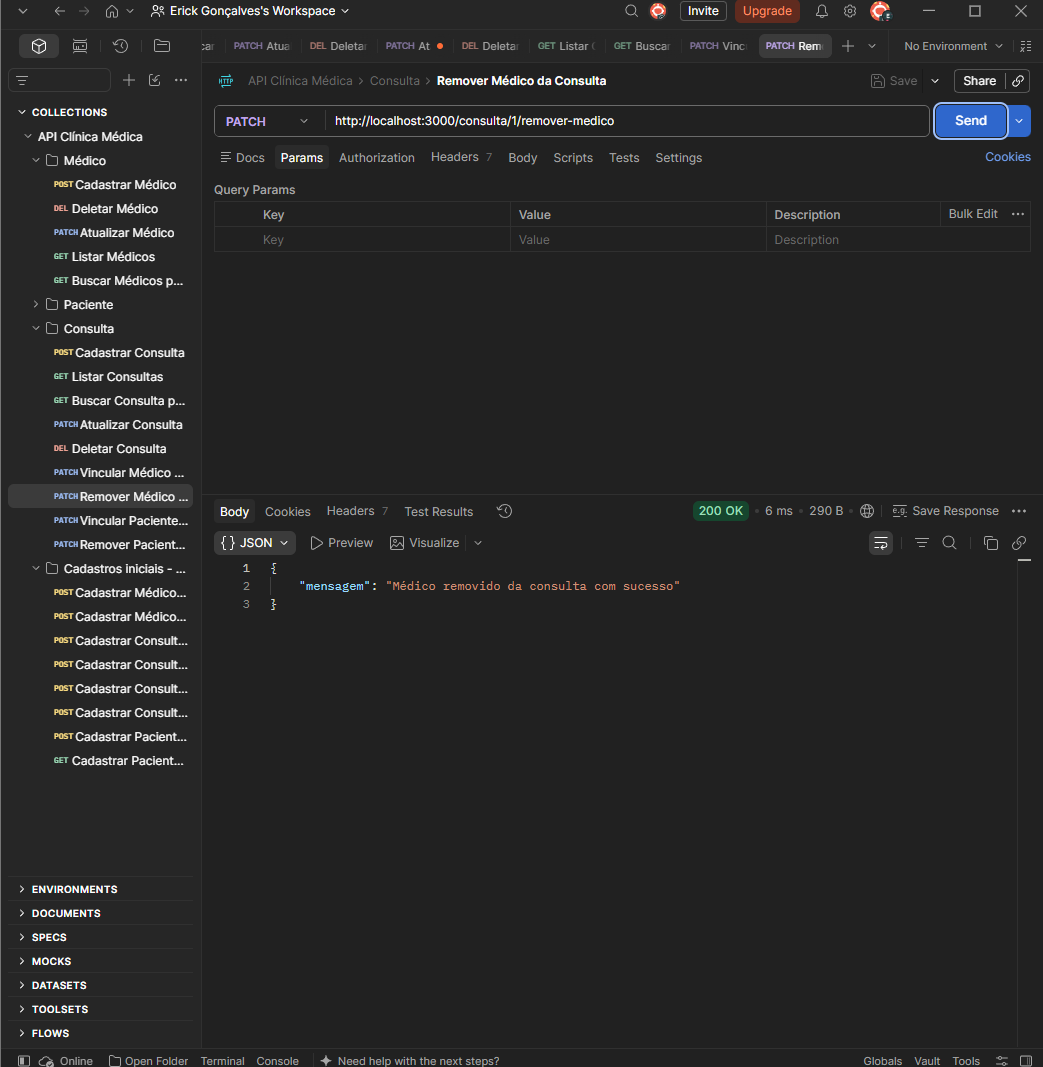 Erick Gonçalves's Workspace
Invite
Upgrade
PATCH Atua
DEL Deletar
PATCH At
DEL Deletar
GET Listar
GET Buscar
PATCH Vinc
PATCH Rem
No Environment
COLLECTIONS
API Clínica Médica
Médico
POST Cadastrar Médico
DEL Deletar Médico
PATCH Atualizar Médico
GET Listar Médicos
GET Buscar Médicos p...
Paciente
Consulta
POST Cadastrar Consulta
GET Listar Consultas
GET Buscar Consulta p...
PATCH Atualizar Consulta
DEL Deletar Consulta
PATCH Vincular Médico ...
PATCH Remover Médico ...
PATCH Vincular Paciente...
PATCH Remover Pacient...
Cadastros iniciais - ...
POST Cadastrar Médico...
POST Cadastrar Médico...
POST Cadastrar Consult...
POST Cadastrar Consult...
POST Cadastrar Consult...
POST Cadastrar Consult...
POST Cadastrar Pacient...
GET Cadastrar Pacient...
ENVIRONMENTS
DOCUMENTS
SPECS
MOCKS
DATASETS
TOOLSETS
FLOWS
HTTP
API Clínica Médica > Consulta > Remover Médico da Consulta
Save
Share
PATCH
http://localhost:3000/consulta/1/remover-medico
Send
Docs Params Authorization Headers 7 Body Scripts Tests Settings
Cookies
Query Params
Key Value Description Bulk Edit
Key Value Description
Body Cookies Headers 7 Test Results
200 OK • 6 ms • 290 B
e.g. Save Response
{} JSON Preview Visualize
1 {
2 "mensagem": "Médico removido da consulta com sucesso"
3 }
Online Open Folder Terminal Console Need help with the next steps?
Globals Vault Tools